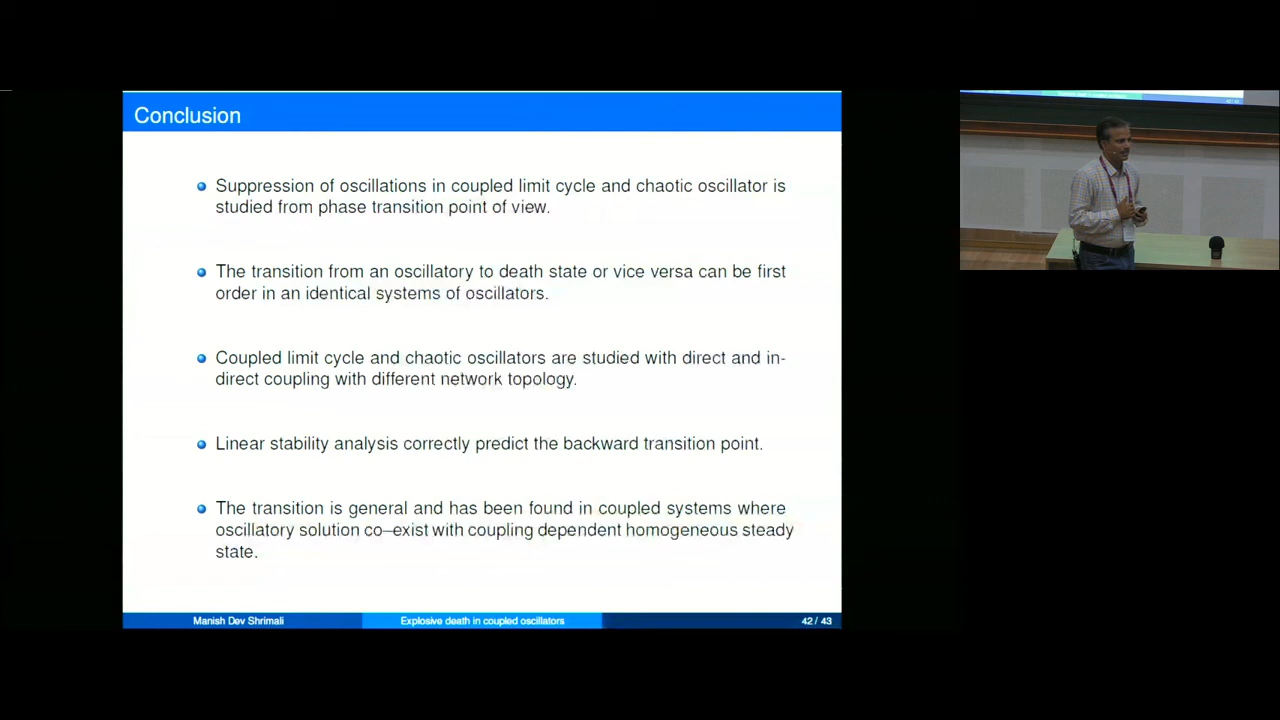 Conclusion
Suppression of oscillations in coupled limit cycle and chaotic oscillator is
studied from phase transition point of view.
The transition from an oscillatory to death state or vice versa can be first
order in an identical systems of oscillators.
Coupled limit cycle and chaotic oscillators are studied with direct and in-
direct coupling with different network topology.
Linear stability analysis correctly predict the backward transition point.
The transition is general and has been found in coupled systems where
oscillatory solution co–exist with coupling dependent homogeneous steady
state.
Manish Dev Shrimali
Explosive death in coupled oscillators
42 / 43